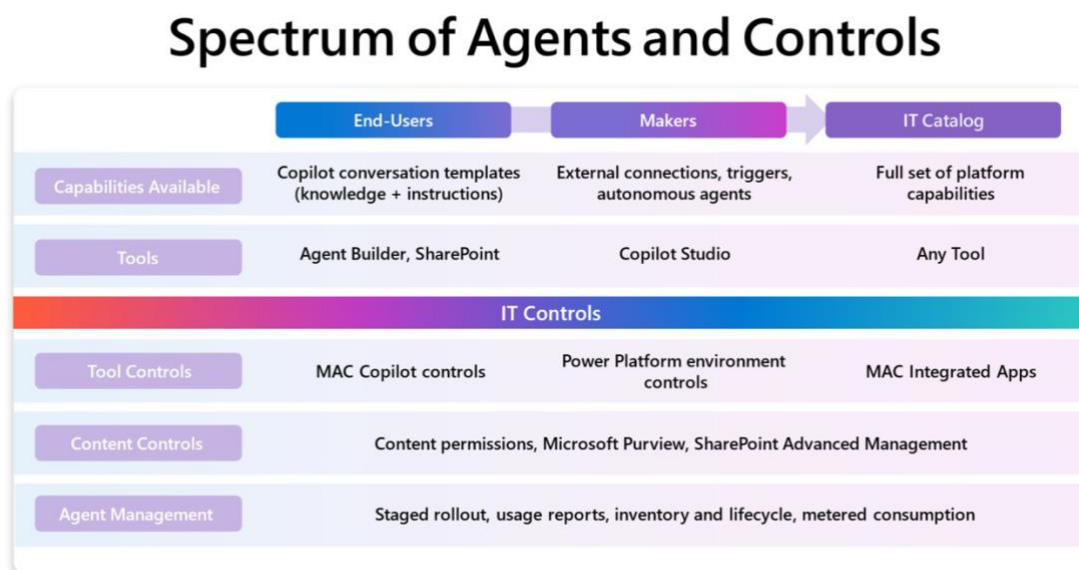 Spectrum of Agents and Controls
End-Users
Makers
IT Catalog
Capabilities Available
Copilot conversation templates
(knowledge + instructions)
External connections, triggers,
autonomous agents
Full set of platform
capabilities
Tools
Agent Builder, SharePoint
Copilot Studio
Any Tool
IT Controls
Tool Controls
MAC Copilot controls
Power Platform environment
controls
MAC Integrated Apps
Content Controls
Content permissions, Microsoft Purview, SharePoint Advanced Management
Agent Management
Staged rollout, usage reports, inventory and lifecycle, metered consumption